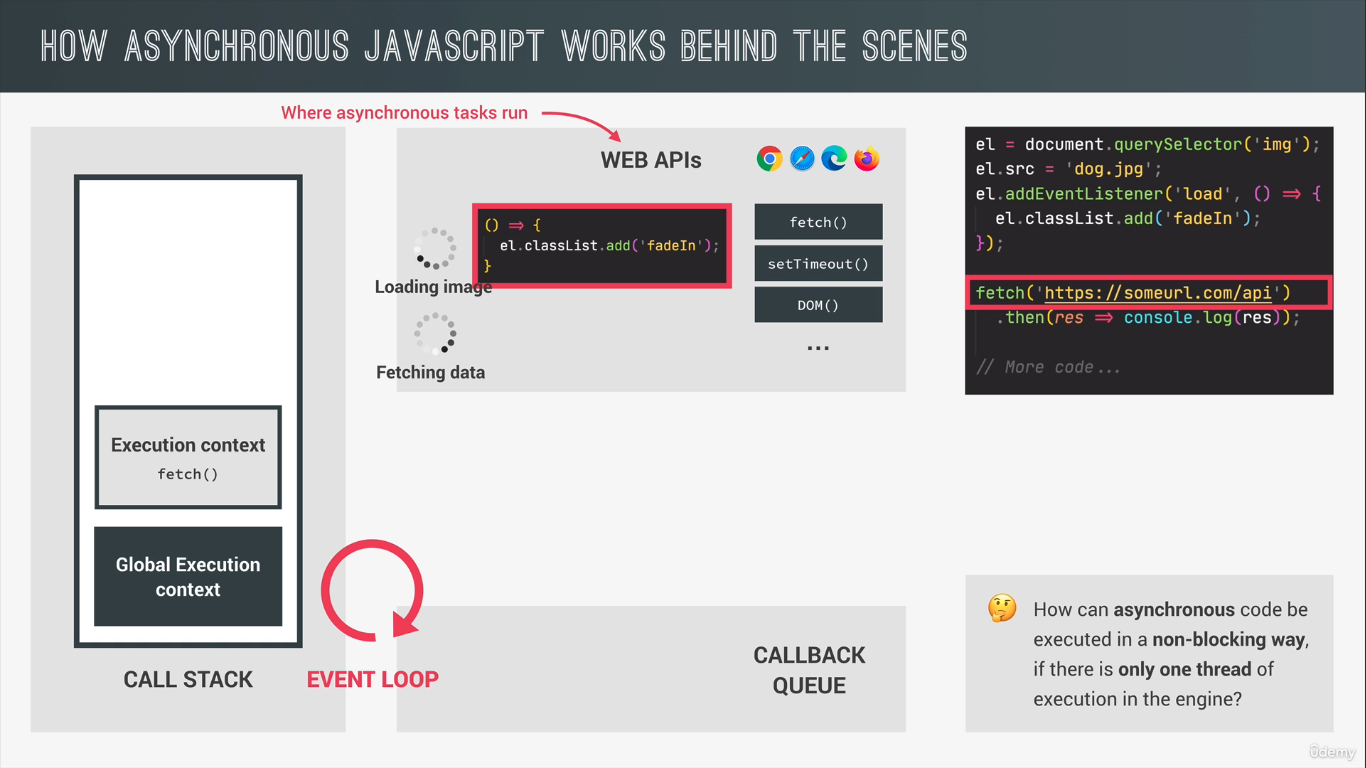 HOW ASYNCHRONOUS JAVASCRIPT WORKS BEHIND THE SCENES
Where asynchronous tasks run
WEB APIs
() => {
el.classList.add('fadeIn');
}
Loading image
Fetching data
fetch()
setTimeout()
DOM()
...
el = document.querySelector('img');
el.src = 'dog.jpg';
el.addEventListener('load', () => {
el.classList.add('fadeIn');
});
fetch('https://someurl.com/api')
.then(res => console.log(res));
// More code...
Execution context
fetch()
Global Execution
context
CALL STACK
EVENT LOOP
CALLBACK
QUEUE
How can asynchronous code be
executed in a non-blocking way,
if there is only one thread of
execution in the engine?
ûdemy